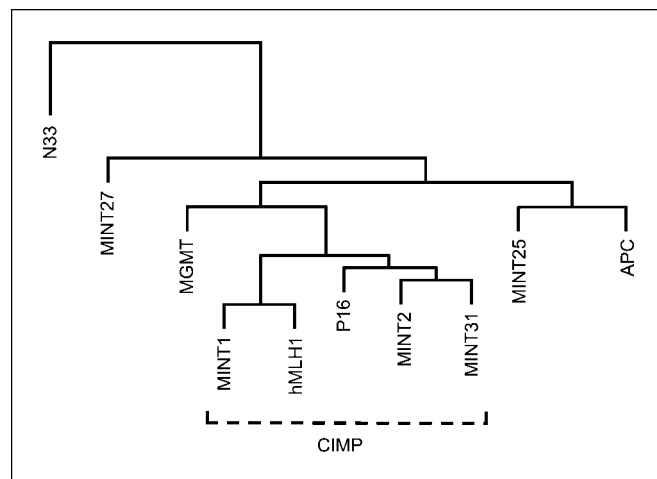 N33
MINT27
MGMT
MINT1
hMLH1
P16
MINT2
MINT31
MINT25
APC
CIMP